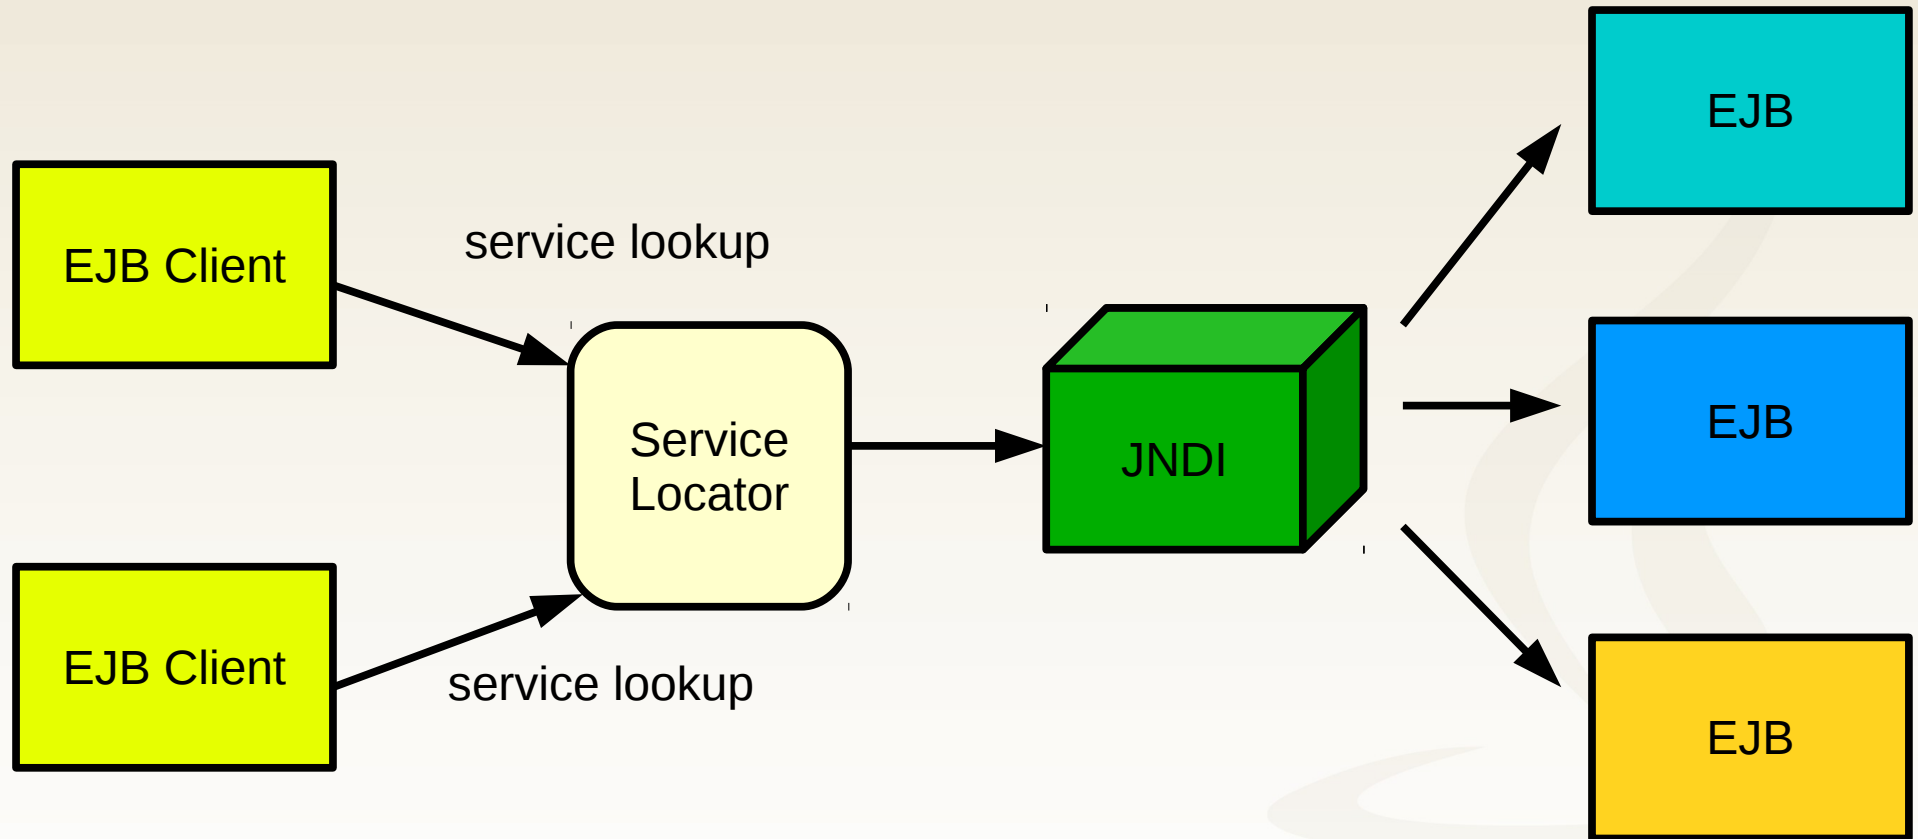 EJB
EJB Client
service lookup
EJB
Service
Locator
JNDI
EJB Client
service lookup
EJB